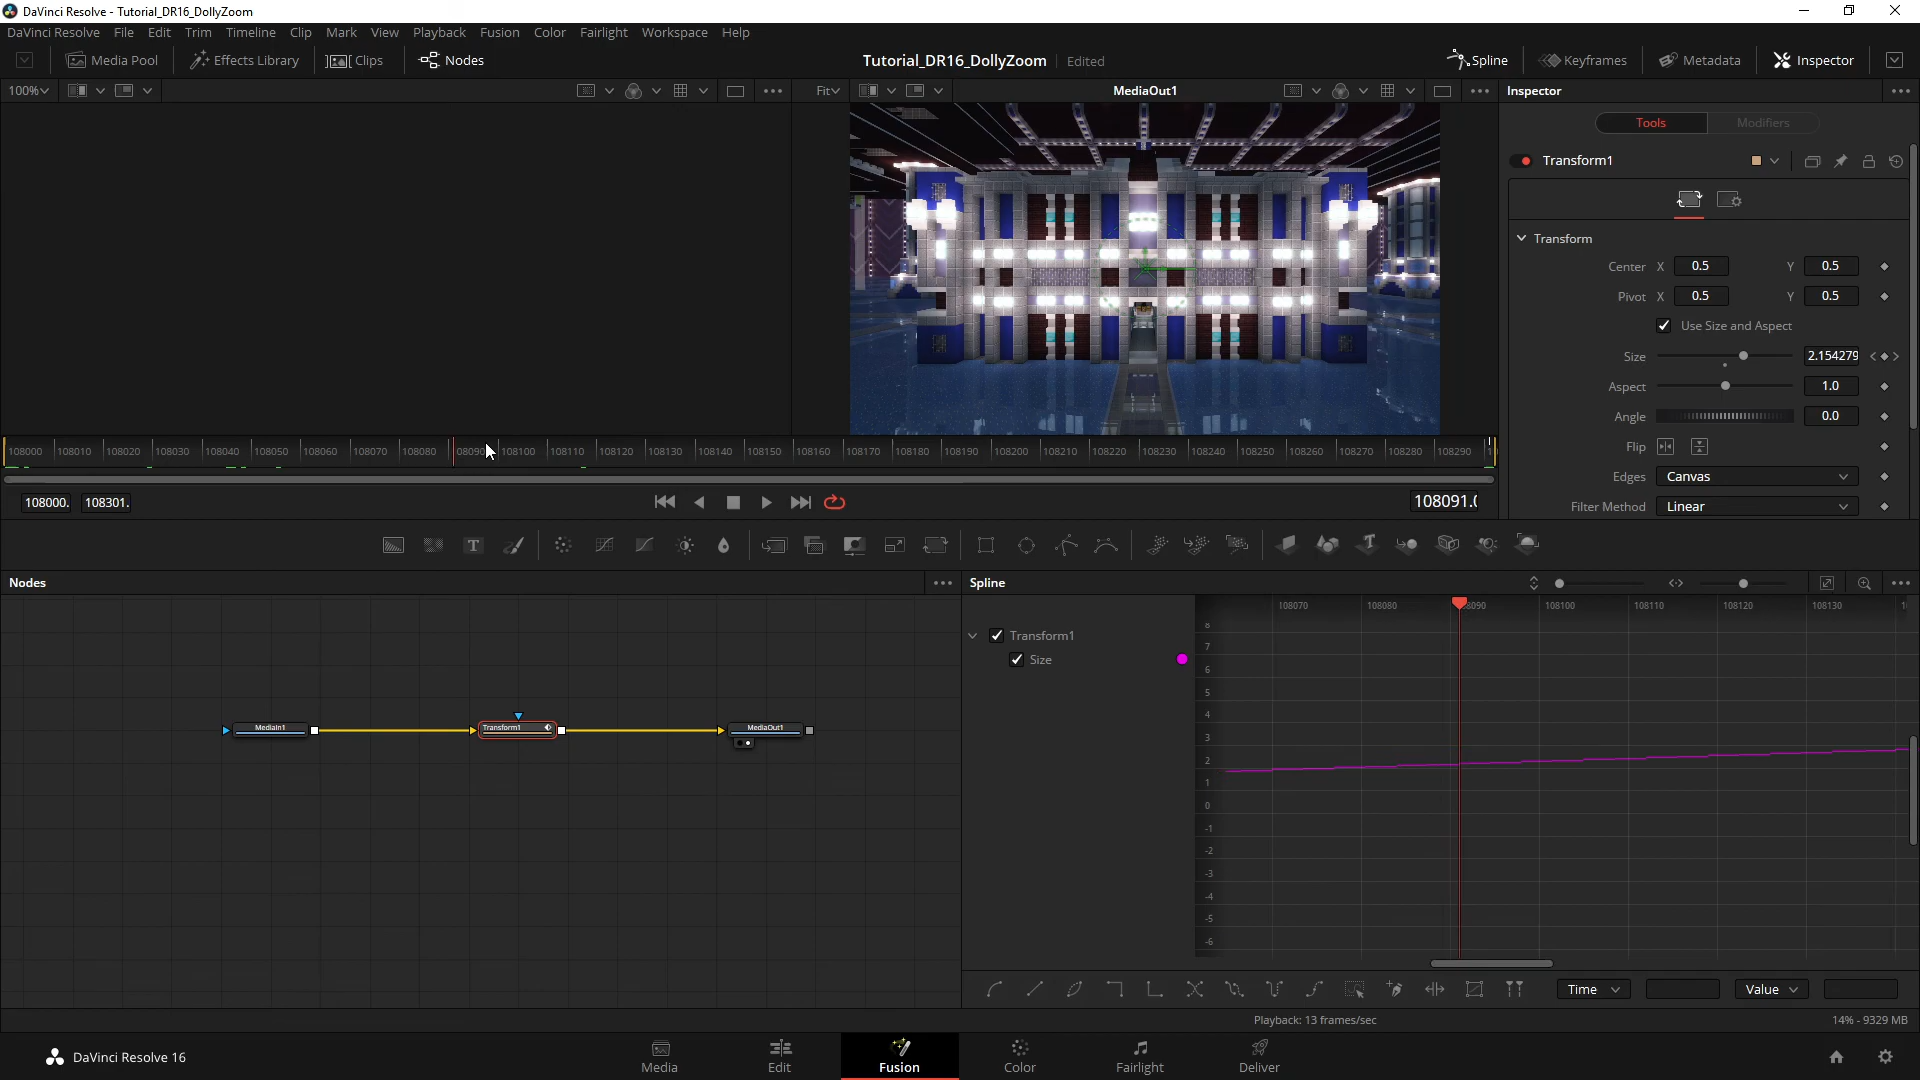 DaVinci Resolve - Tutorial_DR16_DollyZoom
DaVinci Resolve File Edit Trim Timeline Clip Mark View Playback Fusion Color Fairlight Workspace Help
Media Pool Effects Library Clips Nodes Tutorial_DR16_DollyZoom Edited Spline Keyframes Metadata Inspector
100% Fit MediaOut1 Inspector
Tools Modifiers
Transform1
Transform
Center X 0.5 Y 0.5
Pivot X 0.5 Y 0.5
Use Size and Aspect
Size 2.154279
Aspect 1.0
Angle 0.0
Flip
Edges Canvas
Filter Method Linear
108000 108010 108020 108030 108040 108050 108060 108070 108080 108090 108100 108110 108120 108130 108140 108150 108160 108170 108180 108190 108200 108210 108220 108230 108240 108250 108260 108270 108280 108290
108000. 108301. 108091.0
Nodes Spline
108070 108080 8090 108100 108110 108120 108130
Transform1
Size
8
7
6
5
4
3
2
1
0
-1
-2
-3
-4
-5
-6
MediaIn1 Transform1 MediaOut1
Time Value
Playback: 13 frames/sec 14% - 9329 MB
DaVinci Resolve 16 Media Edit Fusion Color Fairlight Deliver